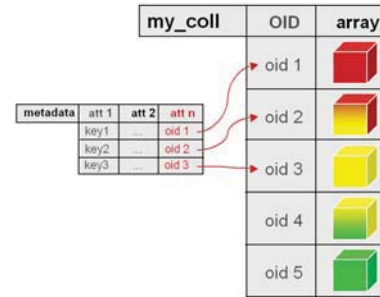 my_coll OID array
oid 1
oid 2
metadata att 1 att 2 att n
key1 ... oid 1
key2 ... oid 2
key3 ... oid 3
oid 3
oid 4
oid 5